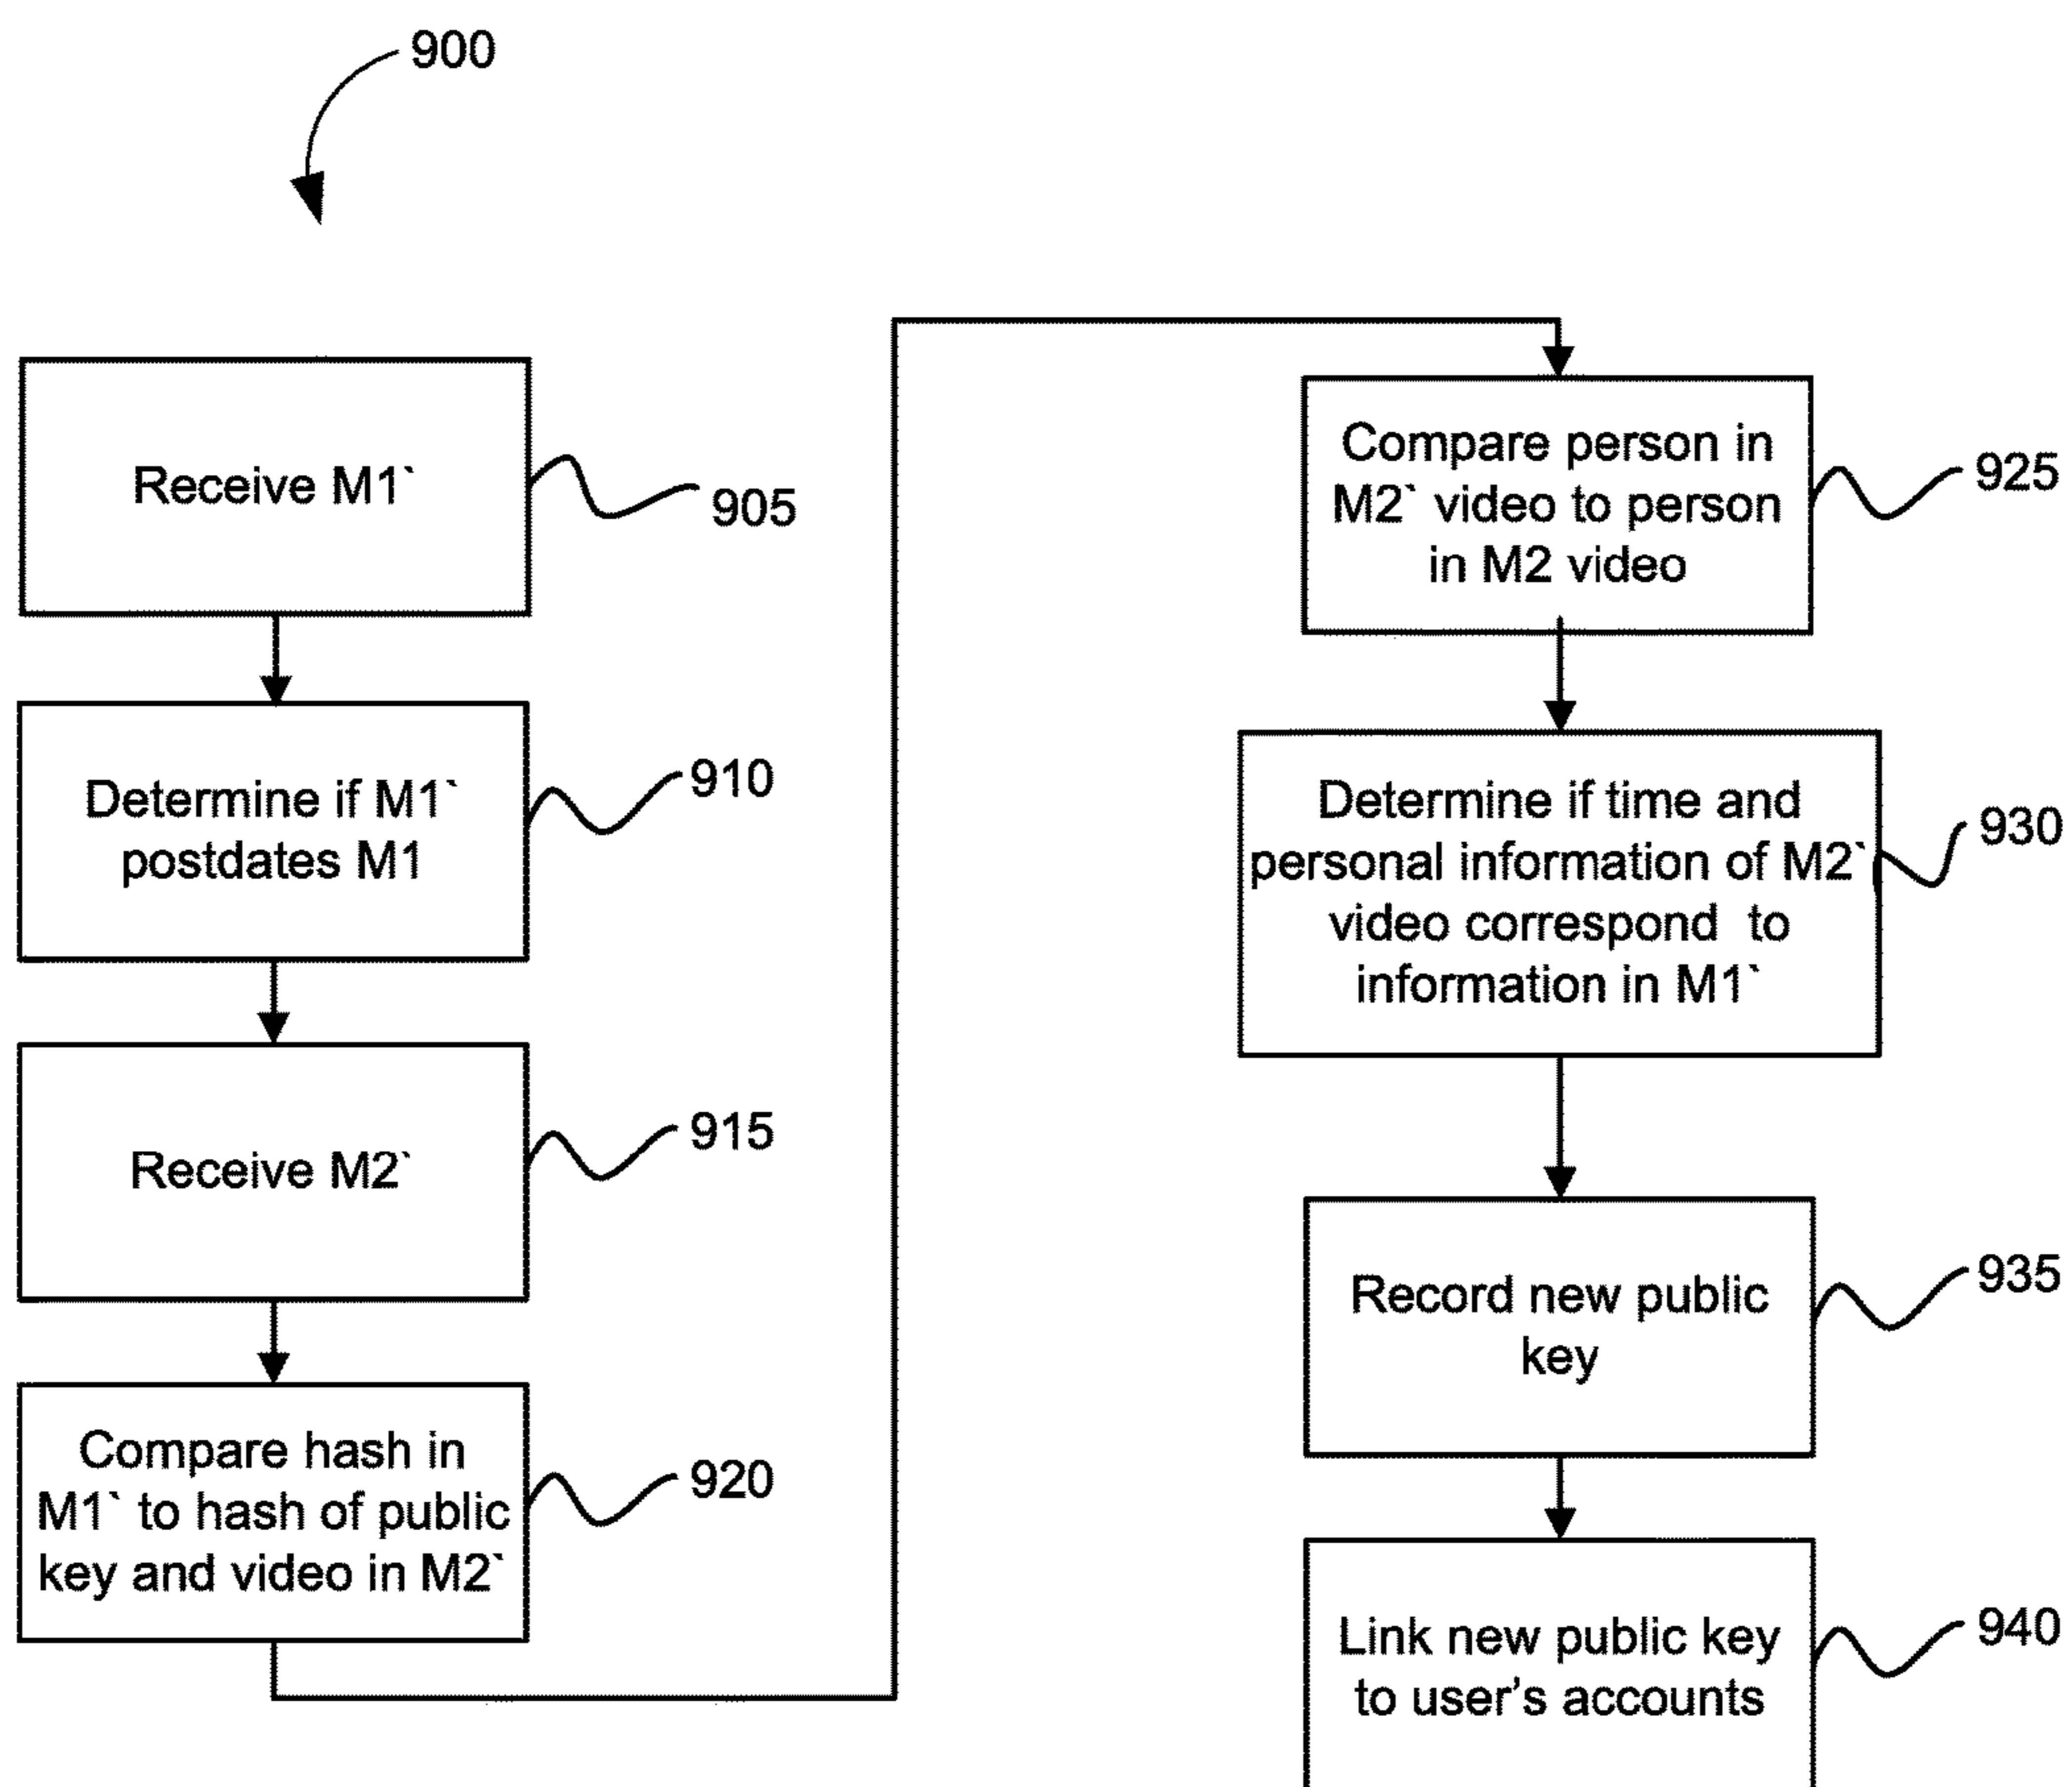 900
Receive M1`
905
Determine if M1`
postdates M1
910
Receive M2`
915
Compare hash in
M1` to hash of public
key and video in M2`
920
Compare person in
M2` video to person
in M2 video
925
Determine if time and
personal information of M2`
video correspond to
information in M1`
930
Record new public
key
935
Link new public key
to user’s accounts
940